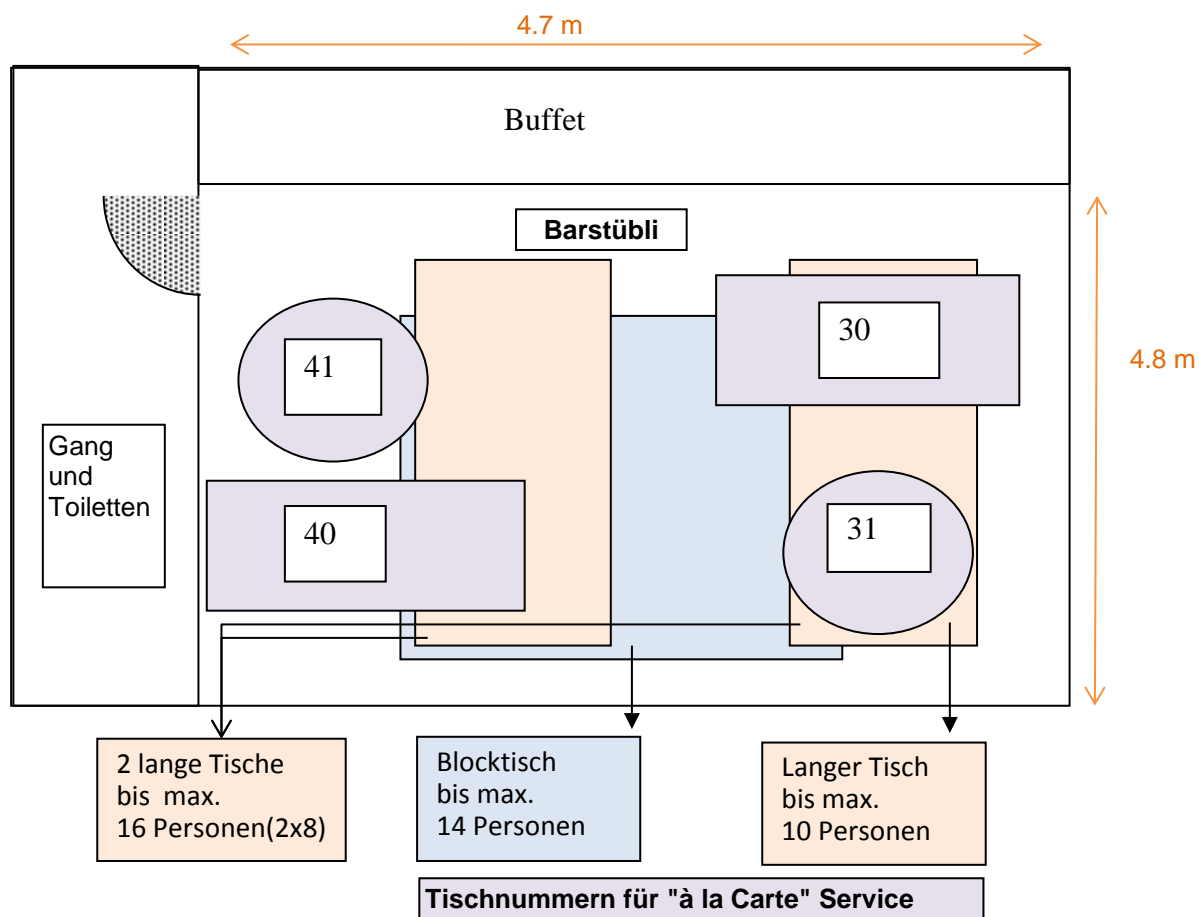 4.7 m
Buffet
Barstübli
4.8 m
30
41
Gang
und
Toiletten
40
31
2 lange Tische
bis max.
16 Personen(2x8)
Blocktisch
bis max.
14 Personen
Langer Tisch
bis max.
10 Personen
Tischnummern für "à la Carte" Service